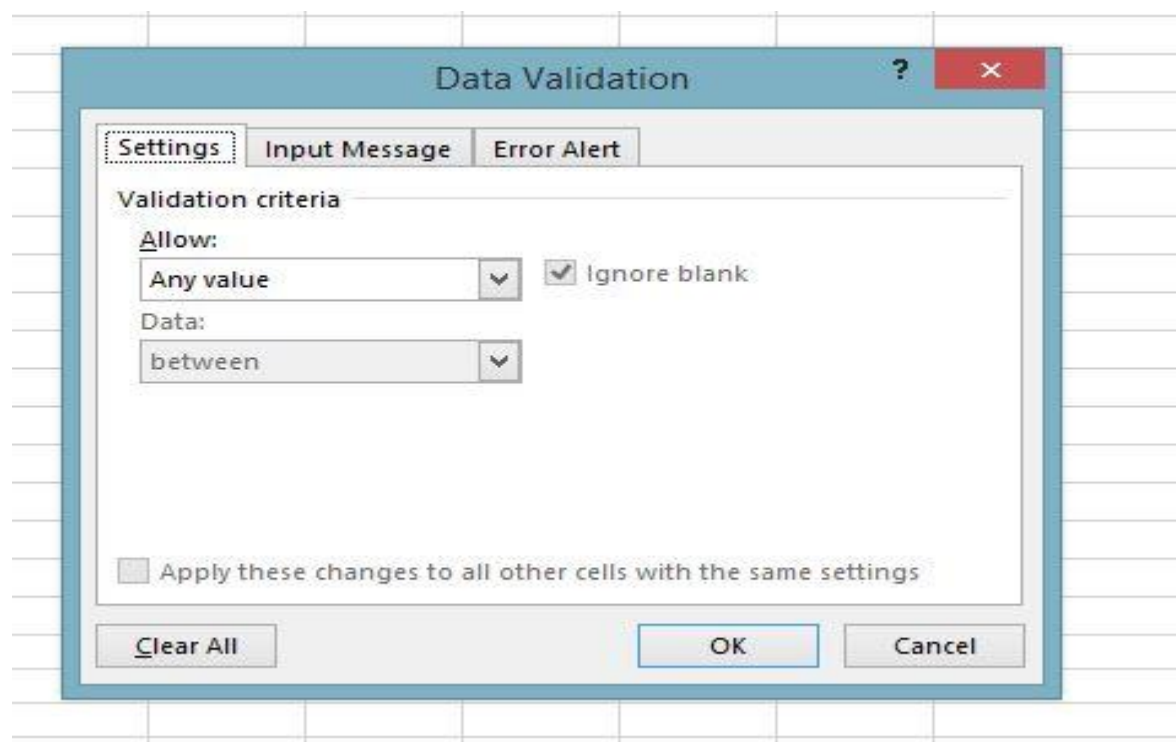 Data Validation ?
Settings Input Message Error Alert
Validation criteria
Allow:
Any value Ignore blank
Data:
between
Apply these changes to all other cells with the same settings
Clear All OK Cancel